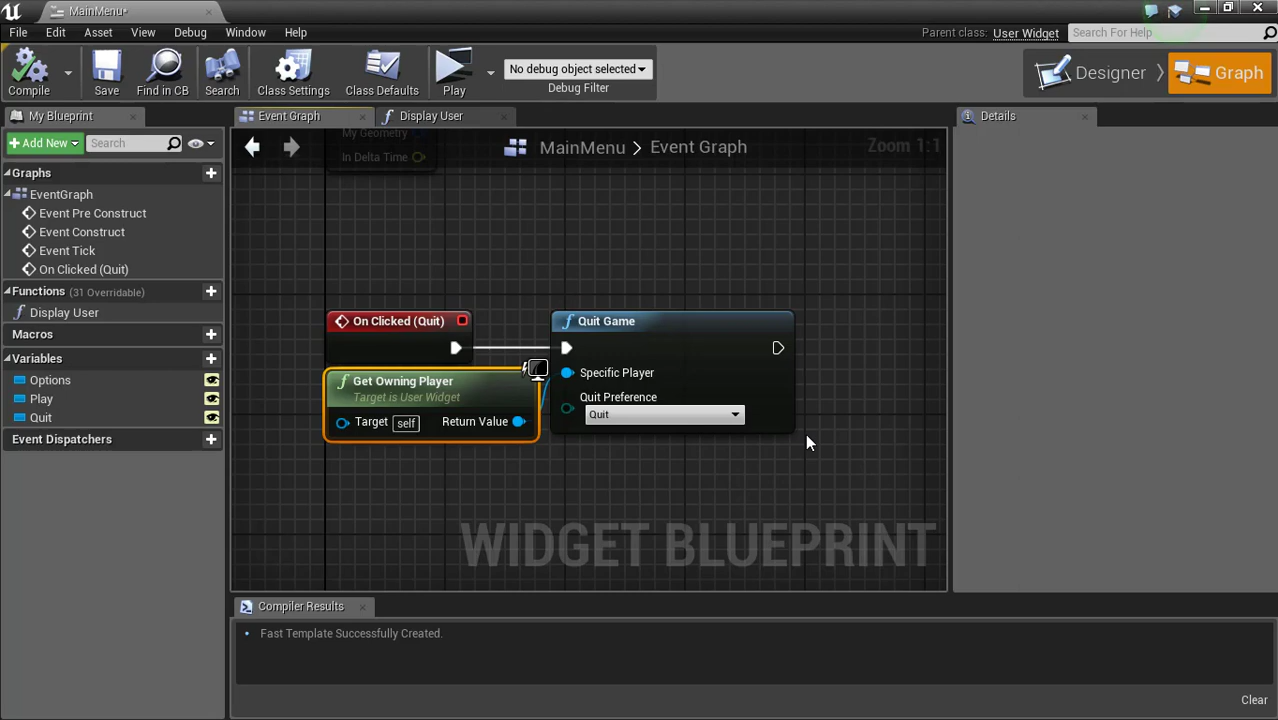 MainMenu*
File Edit Asset View Debug Window Help
Parent class: User Widget Search For Help
Compile Save Find in CB Search Class Settings Class Defaults Play
No debug object selected
Debug Filter
Designer Graph
My Blueprint
Event Graph Display User
Details
Add New Search
My Geometry
In Delta Time
MainMenu > Event Graph
Zoom 1:1
Graphs
EventGraph
Event Pre Construct
Event Construct
Event Tick
On Clicked (Quit)
Functions (31 Overridable)
Display User
Macros
Variables
Options
Play
Quit
Event Dispatchers
On Clicked (Quit)
f Quit Game
f Get Owning Player
Target is User Widget
Target self Return Value
Specific Player
Quit Preference
Quit
WIDGET BLUEPRINT
Compiler Results
Fast Template Successfully Created.
Clear